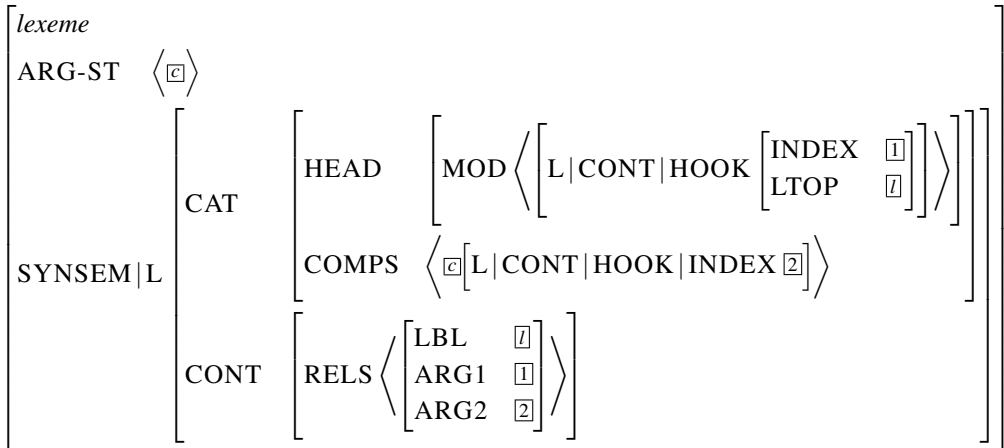 lexeme
ARG-ST ⟨[c]⟩
SYNSEM|L
CAT
HEAD [MOD ⟨[L|CONT|HOOK [INDEX [1]
LTOP [l]]]⟩]
COMPS ⟨[c][L|CONT|HOOK|INDEX [2]]⟩
CONT
RELS ⟨[LBL [l]
ARG1 [1]
ARG2 [2]]⟩